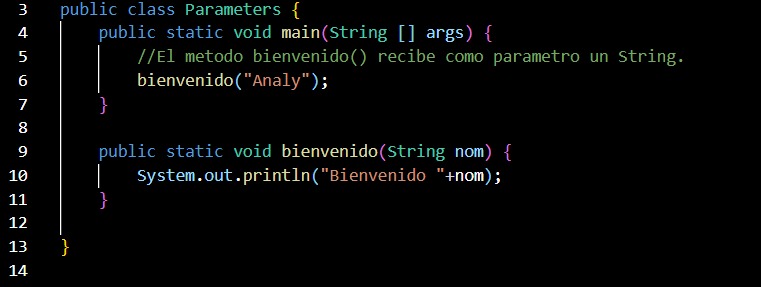 3 public class Parameters {
4     public static void main(String [] args) {
5         //El metodo bienvenido() recibe como parametro un String.
6         bienvenido("Analy");
7     }
8
9     public static void bienvenido(String nom) {
10         System.out.println("Bienvenido "+nom);
11     }
12
13 }
14